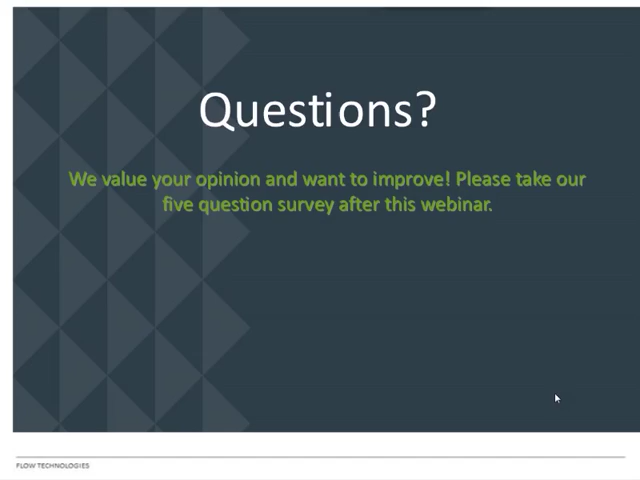 Questions?
We value your opinion and want to improve! Please take our
five question survey after this webinar.
FLOW TECHNOLOGIES